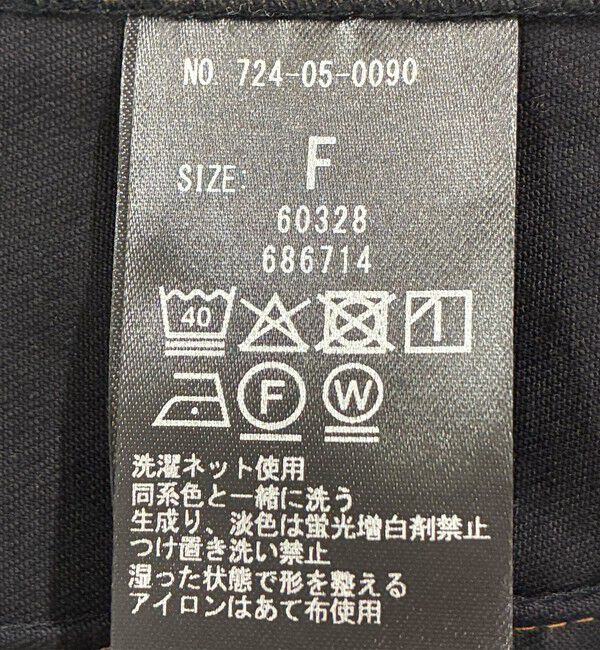 NO 724-05-0090
SIZE: F
60328
686714
40
F W
洗濯ネット使用
同系色と一緒に洗う
生成り、淡色は蛍光増白剤禁止
つけ置き洗い禁止
湿った状態で形を整える
アイロンはあて布使用